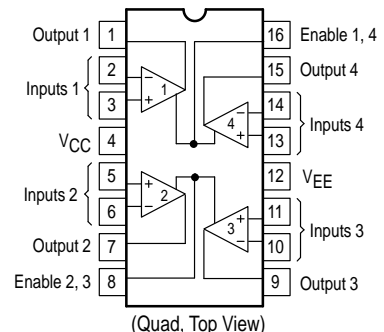 Output 1 1 16 Enable 1, 4
2 15 Output 4
Inputs 1 − 1 − 14
3 + 4 + 13 Inputs 4
VCC 4 12 VEE
5 + 2 + 11
Inputs 2 6 − 3 − 10 Inputs 3
Output 2 7
Enable 2, 3 8 9 Output 3
(Quad, Top View)